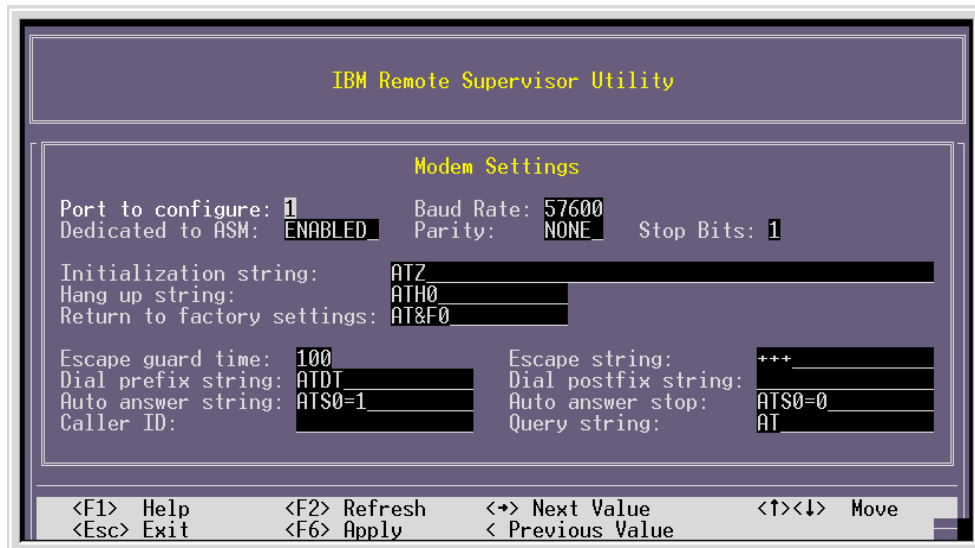 IBM Remote Supervisor Utility
Modem Settings
Port to configure: 1 Baud Rate: 57600
Dedicated to ASM: ENABLED_ Parity: NONE_ Stop Bits: 1
Initialization string: ATZ
Hang up string: ATH0
Return to factory settings: AT&F0
Escape guard time: 100 Escape string: +++
Dial prefix string: ATDT Dial postfix string:
Auto answer string: ATS0=1 Auto answer stop: ATS0=0
Caller ID: Query string: AT
<F1> Help <F2> Refresh <→> Next Value <↑><↓> Move
<Esc> Exit <F6> Apply < Previous Value